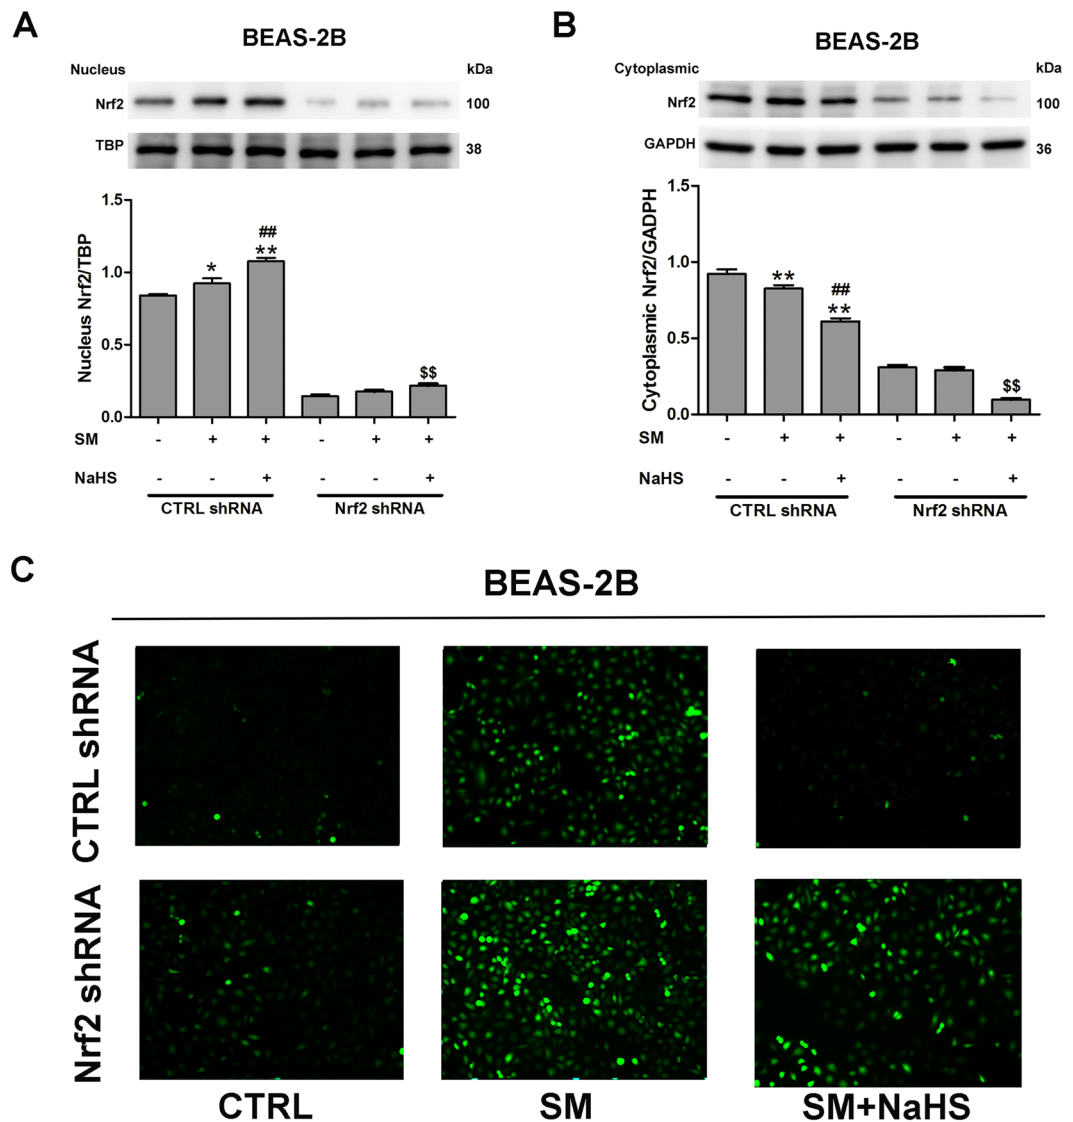 A
BEAS-2B
Nucleus
kDa
Nrf2
100
TBP
38
Nucleus Nrf2/TBP
1.5
1.0
0.5
0.0
*
##
**
$$
SM - + + - + +
NaHS - - + - - +
CTRL shRNA Nrf2 shRNA
B
BEAS-2B
Cytoplasmic
kDa
Nrf2
100
GAPDH
36
Cytoplasmic Nrf2/GADPH
1.5
1.0
0.5
0.0
**
##
**
$$
SM - + + - + +
NaHS - - + - - +
CTRL shRNA Nrf2 shRNA
C
BEAS-2B
CTRL shRNA
Nrf2 shRNA
CTRL SM SM+NaHS